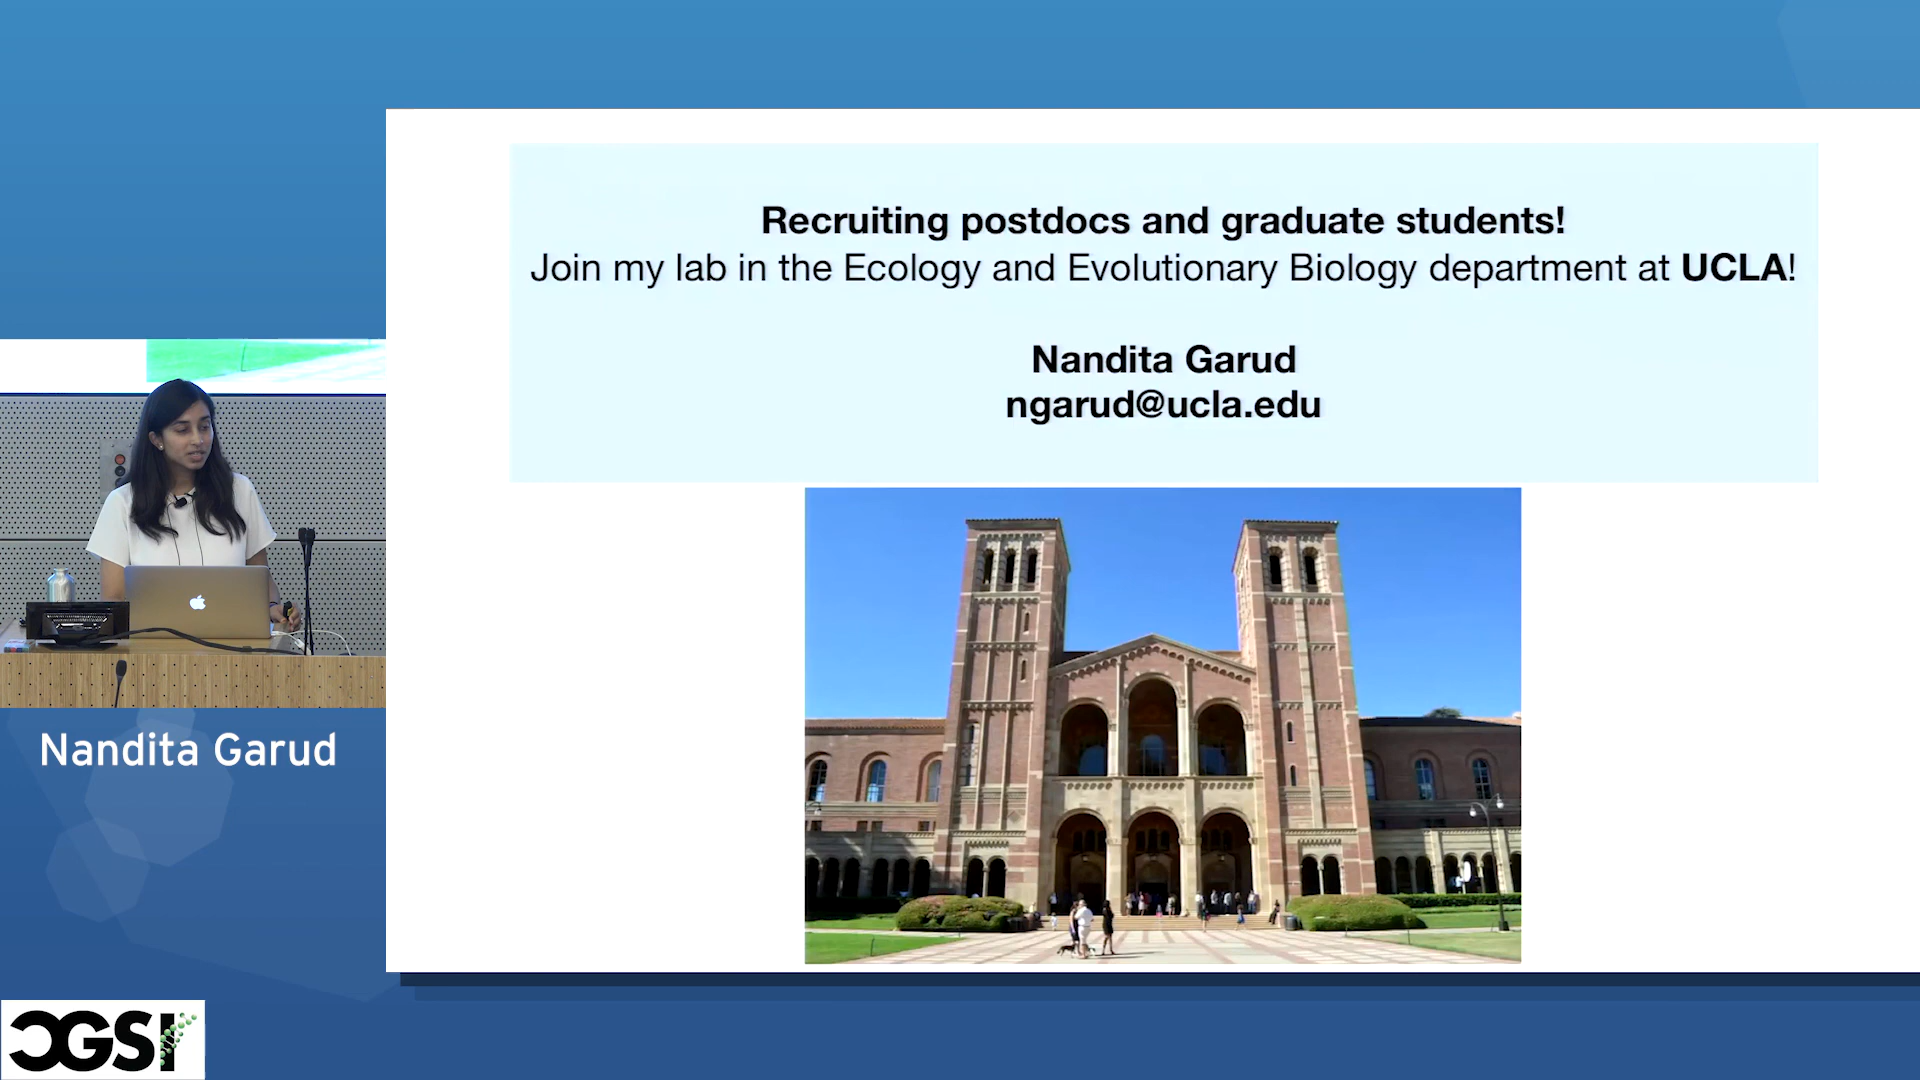 Recruiting postdocs and graduate students!
Join my lab in the Ecology and Evolutionary Biology department at UCLA!
Nandita Garud
ngarud@ucla.edu
Nandita Garud
CGSI